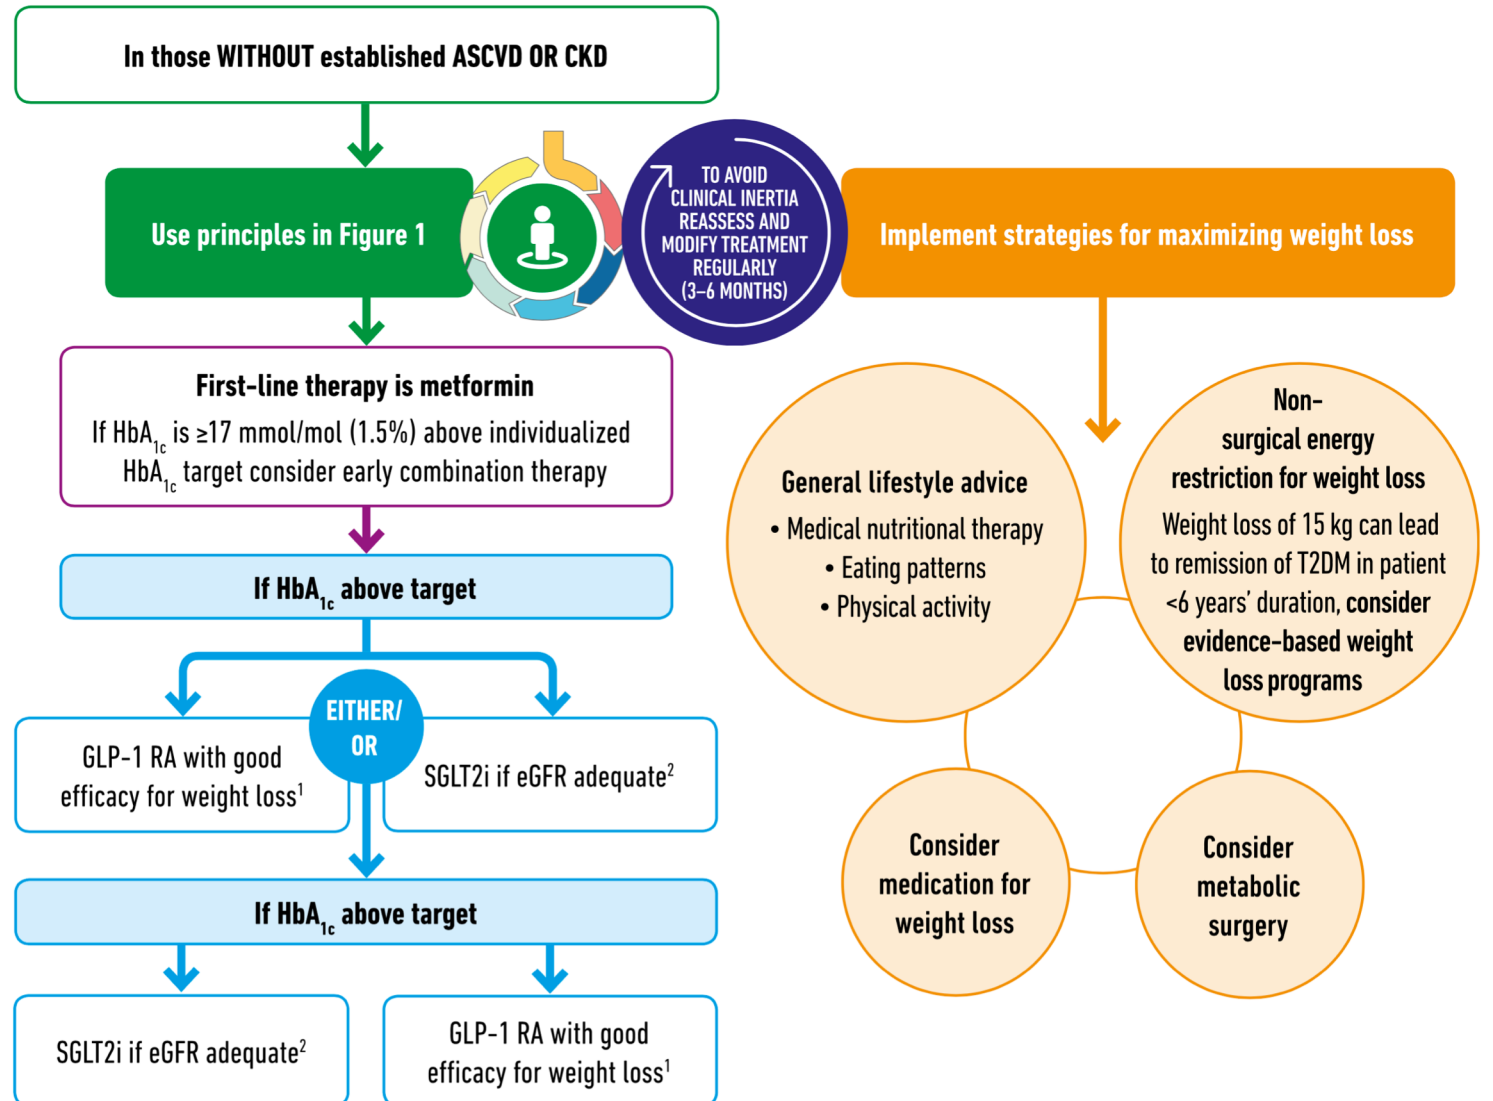 In those WITHOUT established ASCVD OR CKD
Use principles in Figure 1
TO AVOID
CLINICAL INERTIA
REASSESS AND
MODIFY TREATMENT
REGULARLY
(3–6 MONTHS)
Implement strategies for maximizing weight loss
First-line therapy is metformin
If HbA1c is ≥17 mmol/mol (1.5%) above individualized
HbA1c target consider early combination therapy
If HbA1c above target
EITHER/
OR
GLP-1 RA with good
efficacy for weight loss1
SGLT2i if eGFR adequate2
If HbA1c above target
SGLT2i if eGFR adequate2
GLP-1 RA with good
efficacy for weight loss1
General lifestyle advice
• Medical nutritional therapy
• Eating patterns
• Physical activity
Non-
surgical energy
restriction for weight loss
Weight loss of 15 kg can lead
to remission of T2DM in patient
<6 years’ duration, consider
evidence-based weight
loss programs
Consider
medication for
weight loss
Consider
metabolic
surgery